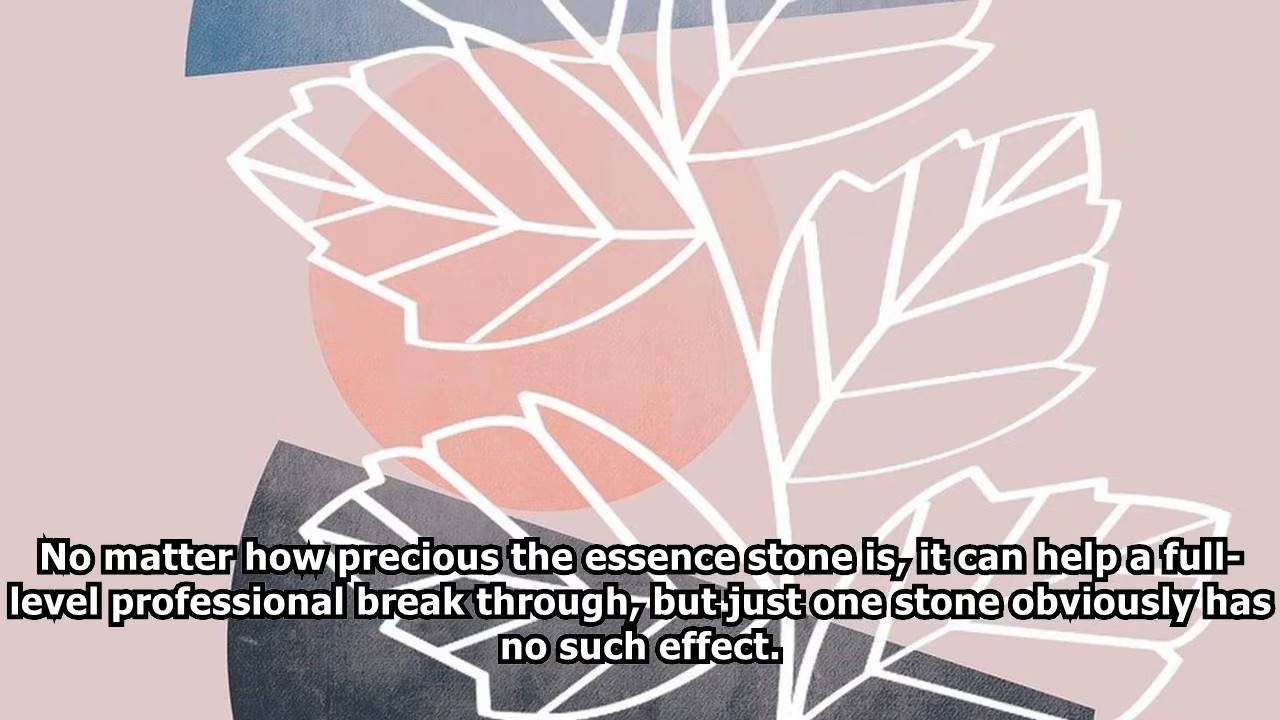 No matter how precious the essence stone is, it can help a full-
level professional break through, but just one stone obviously has
no such effect.